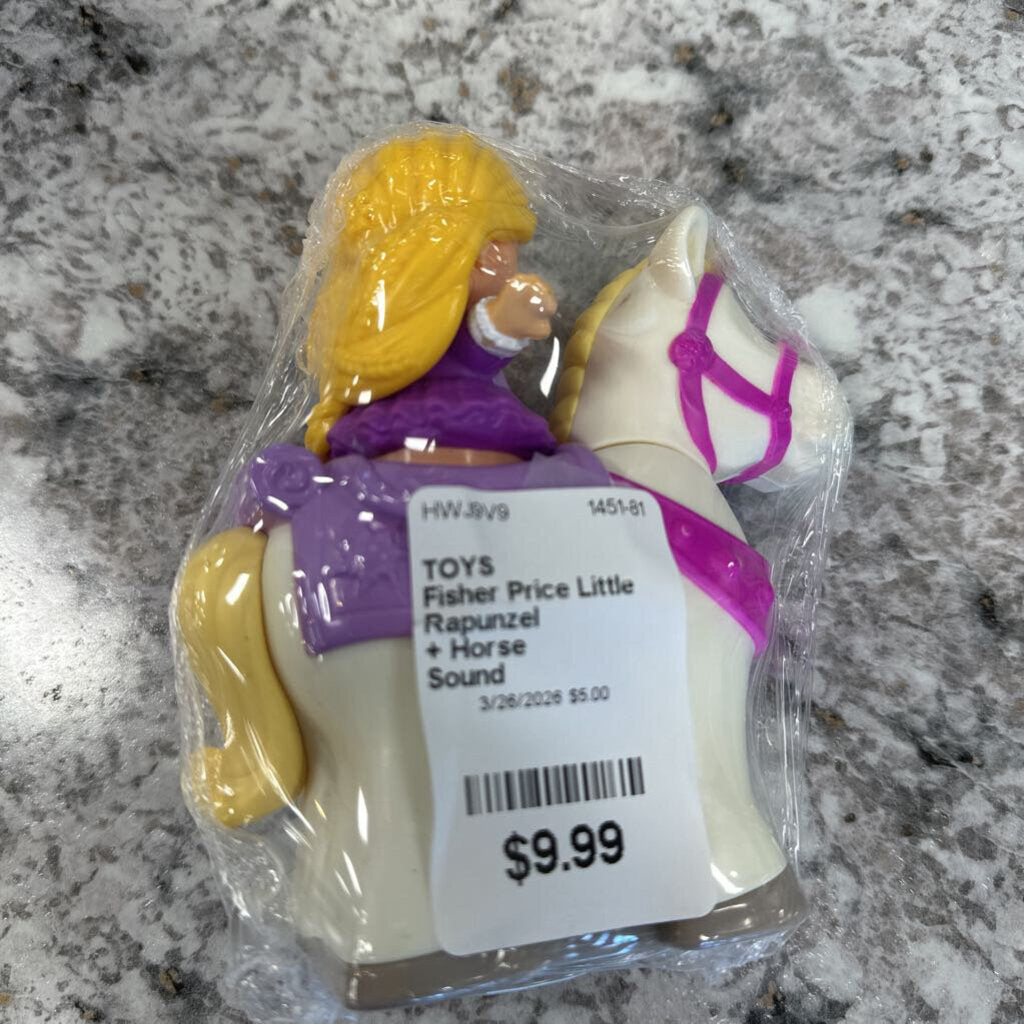 HWJ9V9 1451-81
TOYS
Fisher Price Little
Rapunzel
+ Horse
Sound
3/26/2026 $5.00
$9.99